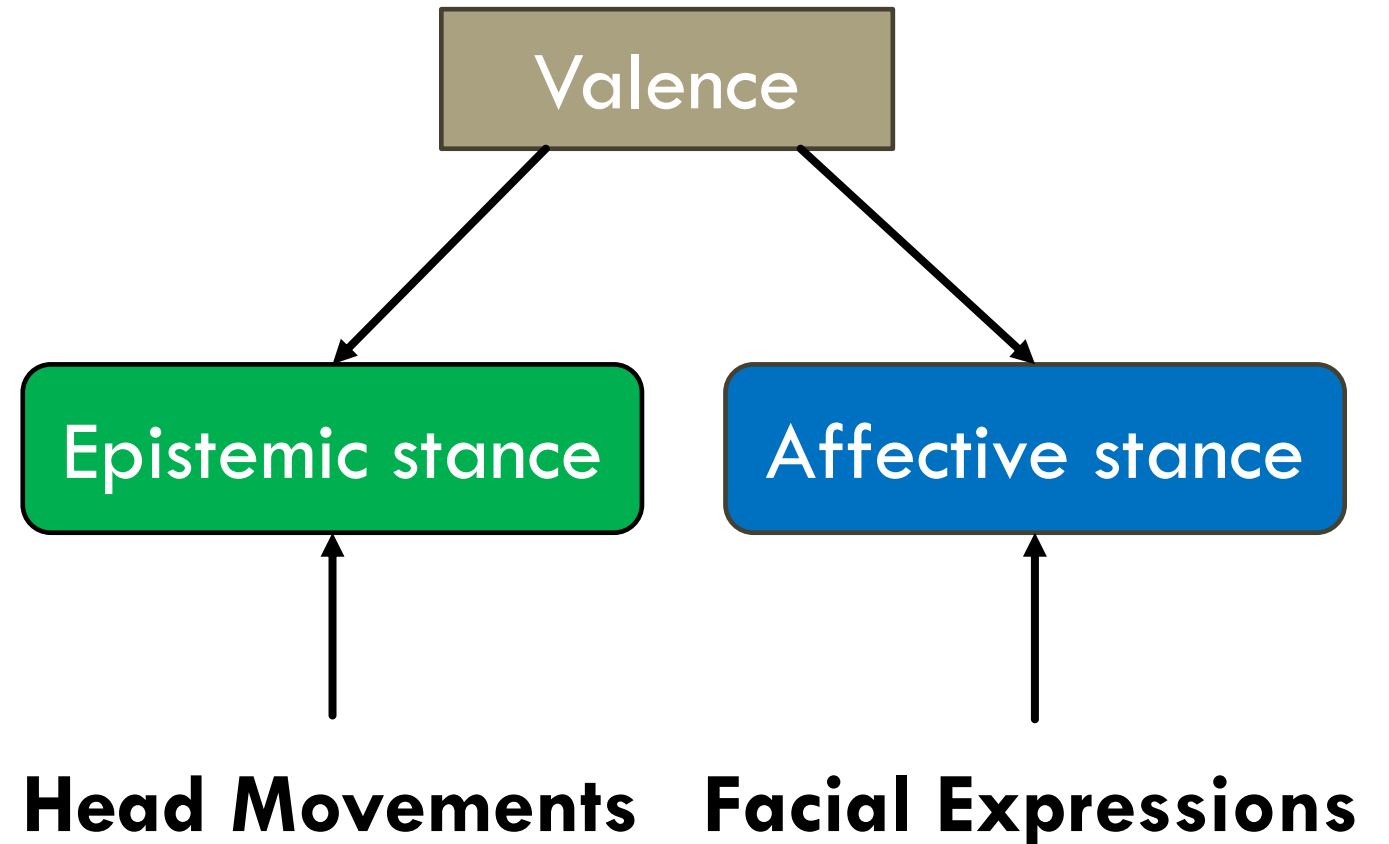 Valence
Epistemic stance
Affective stance
Head Movements
Facial Expressions